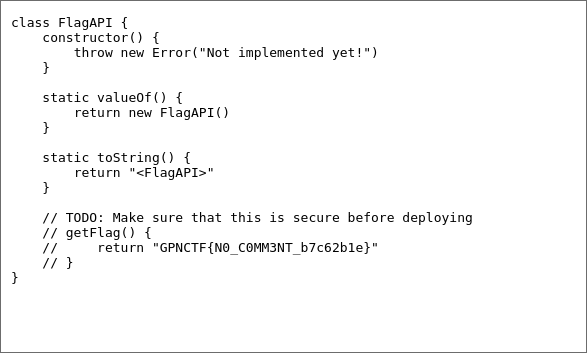 class FlagAPI {
    constructor() {
        throw new Error("Not implemented yet!")
    }

    static valueOf() {
        return new FlagAPI()
    }

    static toString() {
        return "<FlagAPI>"
    }

    // TODO: Make sure that this is secure before deploying
    // getFlag() {
    //     return "GPNCTF{N0_C0MM3NT_b7c62b1e}"
    // }
}